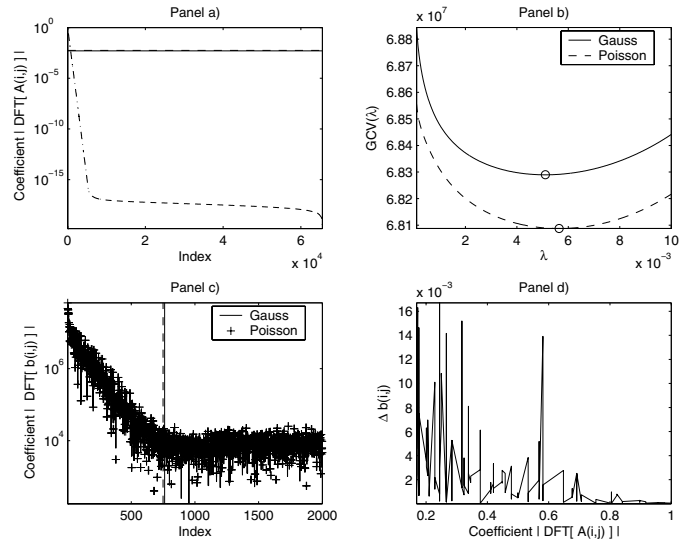 Panel a)
10^0
10^-5
10^-10
10^-15
Coefficient | DFT[ A(i,j) ] |
0
2
4
6
Index
x 10^4
Panel b)
x 10^7
6.88
6.87
6.86
6.85
6.84
6.83
6.82
6.81
GCV(λ)
Gauss
Poisson
2
4
6
8
10
λ
x 10^-3
Panel c)
10^6
10^4
Coefficient | DFT[ b(i,j) ] |
Gauss
Poisson
500
1000
1500
2000
Index
Panel d)
x 10^-3
16
14
12
10
8
6
4
2
Δ b(i,j)
0.2
0.4
0.6
0.8
1
Coefficient | DFT[ A(i,j) ] |